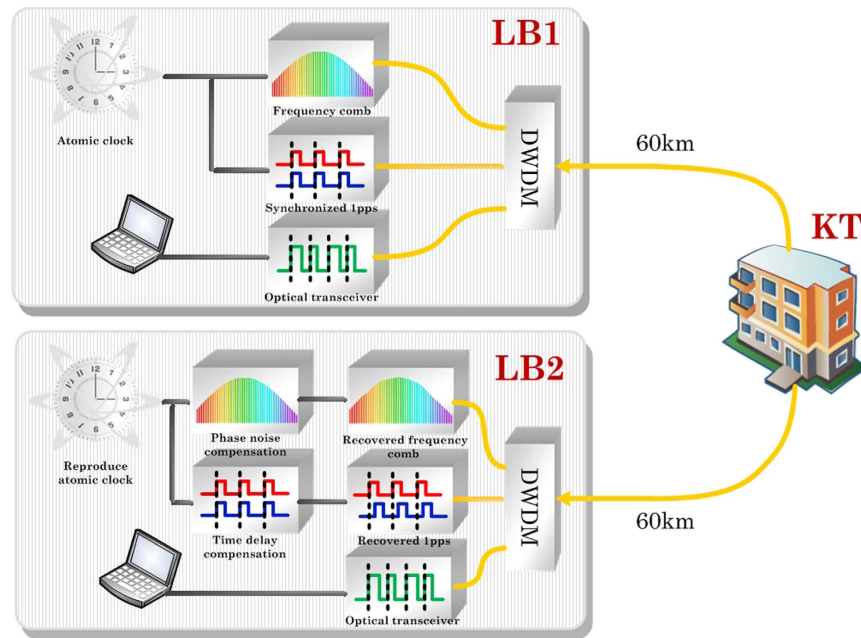 LB1
Atomic clock
Frequency comb
Synchronized 1pps
Optical transceiver
DWDM
60km
KT
LB2
Reproduce
atomic clock
Phase noise
compensation
Recovered frequency
comb
Time delay
compensation
Recovered 1pps
Optical transceiver
DWDM
60km